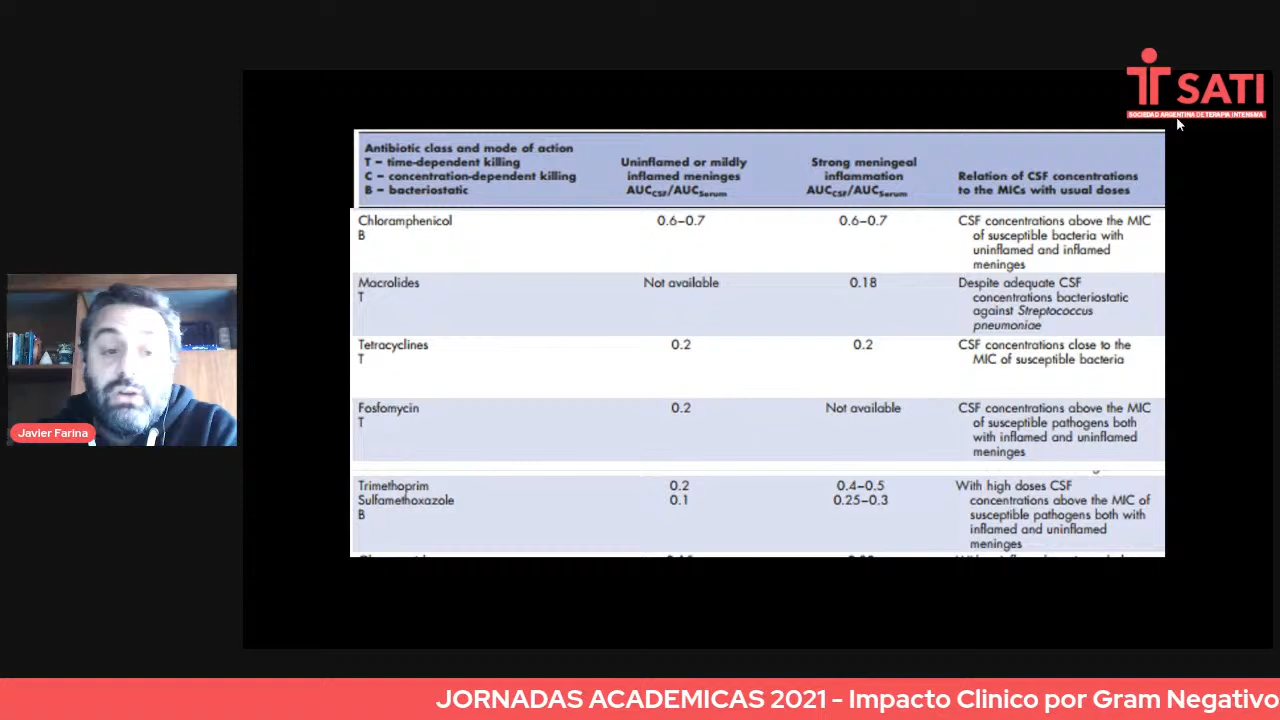 SATI
SOCIEDAD ARGENTINA DE TERAPIA INTENSIVA
Antibiotic class and mode of action
T – time-dependent killing
C – concentration-dependent killing
B – bacteriostatic
Uninflamed or mildly
inflamed meninges
AUCCSF/AUCSerum
Strong meningeal
inflammation
AUCCSF/AUCSerum
Relation of CSF concentrations
to the MICs with usual doses
Chloramphenicol
B
0.6–0.7
0.6–0.7
CSF concentrations above the MIC
of susceptible bacteria with
uninflamed and inflamed
meninges
Macrolides
T
Not available
0.18
Despite adequate CSF
concentrations bacteriostatic
against Streptococcus
pneumoniae
Tetracyclines
T
0.2
0.2
CSF concentrations close to the
MIC of susceptible bacteria
Fosfomycin
T
0.2
Not available
CSF concentrations above the MIC
of susceptible pathogens both
with inflamed and uninflamed
meninges
Trimethoprim
Sulfamethoxazole
B
0.2
0.1
0.4–0.5
0.25–0.3
With high doses CSF
concentrations above the MIC of
susceptible pathogens both with
inflamed and uninflamed
meninges
Javier Farina
JORNADAS ACADEMICAS 2021 - Impacto Clinico por Gram Negativo